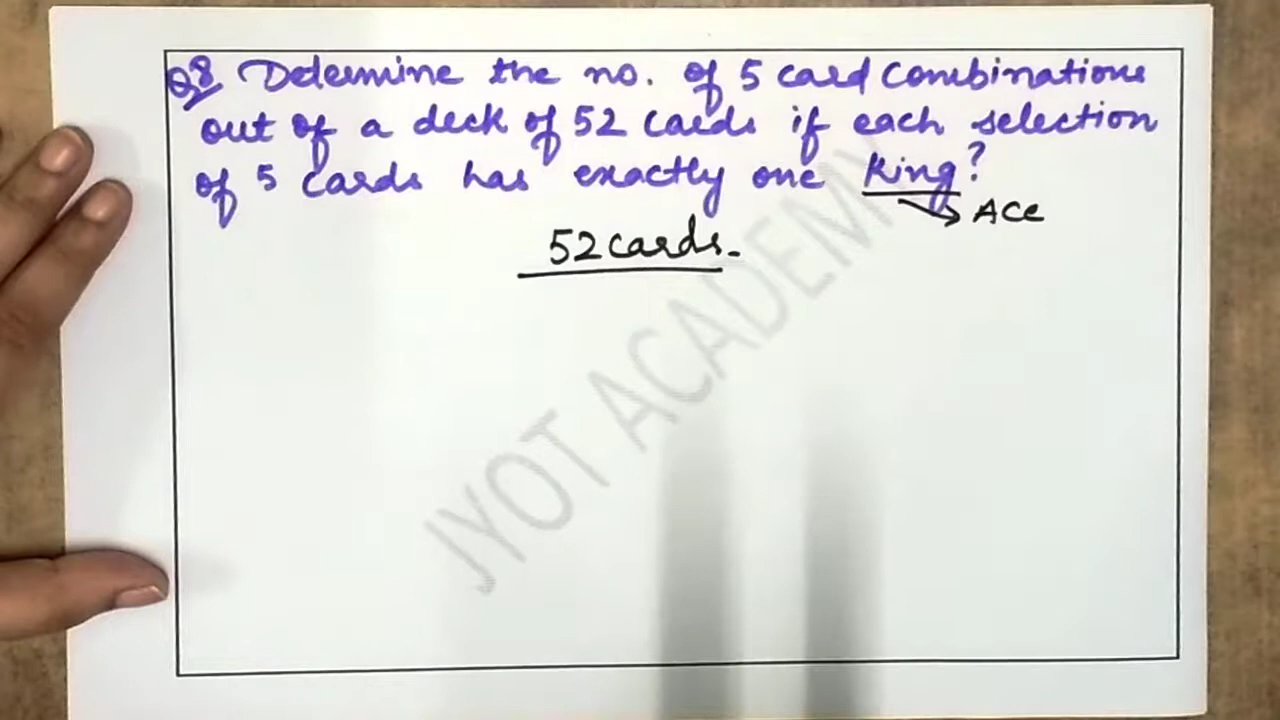 Q8 Determine the no. of 5 card combinations
out of a deck of 52 cards if each selection
of 5 cards has exactly one king?
Ace
52 cards.
JYOT ACADEMY